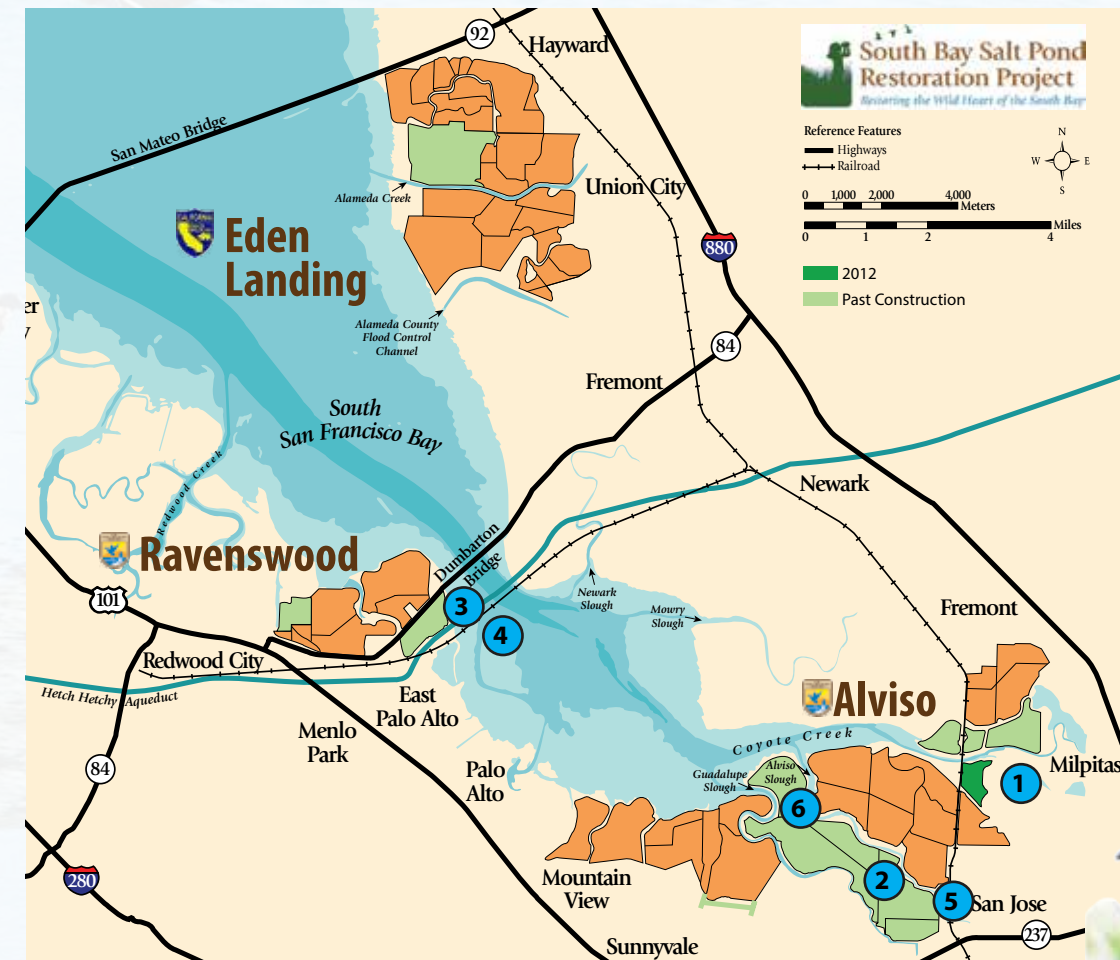 92
Hayward
South Bay Salt Pond
Restoration Project
Restoring the Wild Heart of the South Bay
San Mateo Bridge
Reference Features
Highways
Railroad
N
W E
S
0 1,000 2,000 4,000
Meters
Miles
0 1 2 4
Alameda Creek
Union City
Eden
Landing
880
2012
Past Construction
er
Alameda County
Flood Control
Channel
84
Fremont
South
San Francisco Bay
Newark
Redwood Creek
Ravenswood
Dumbarton
Bridge
101
3
4
Newark
Slough
Mowry
Slough
Fremont
Redwood City
Hetch Hetchy Aqueduct
East
Palo Alto
Menlo
Park
Alviso
Coyote Creek
84
Palo
Alto
Guadalupe
Slough
Alviso
Slough
Milpitas
1
6
280
Mountain
View
2
5
San Jose
237
Sunnyvale